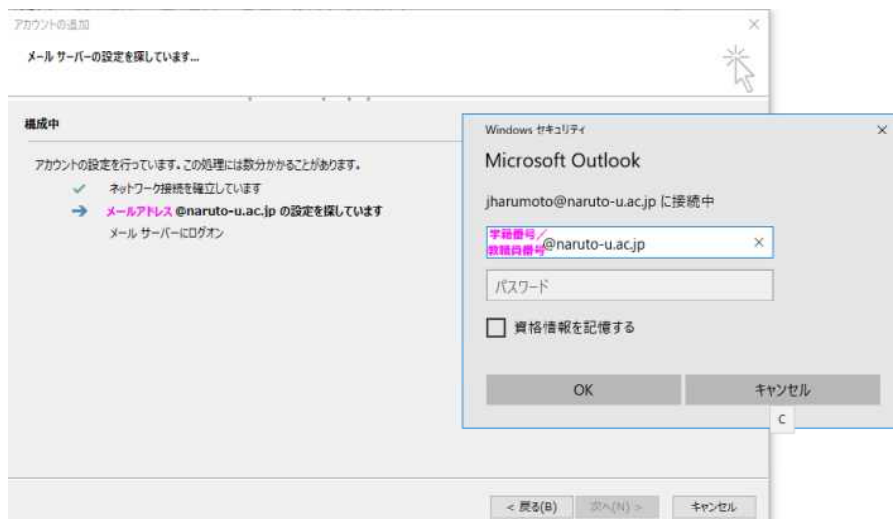 アカウントの追加
メール サーバーの設定を探しています...
構成中
アカウントの設定を行っています。この処理には数分かかることがあります。
ネットワーク接続を確立しています
メールアドレス @naruto-u.ac.jp の設定を探しています
メール サーバーにログオン
< 戻る(B)
次へ(N) >
キャンセル
Windows セキュリティ
Microsoft Outlook
jharumoto@naruto-u.ac.jp に接続中
学籍番号/
教職員番号
@naruto-u.ac.jp
パスワード
資格情報を記憶する
OK
キャンセル
C